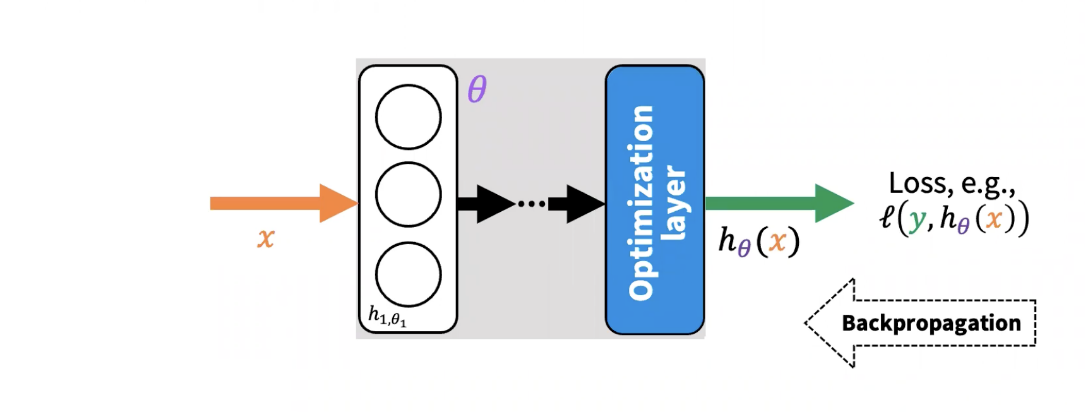 θ
Optimization
layer
x
h₁,θ₁
hθ(x)
Loss, e.g.,
ℓ(y, hθ(x))
Backpropagation